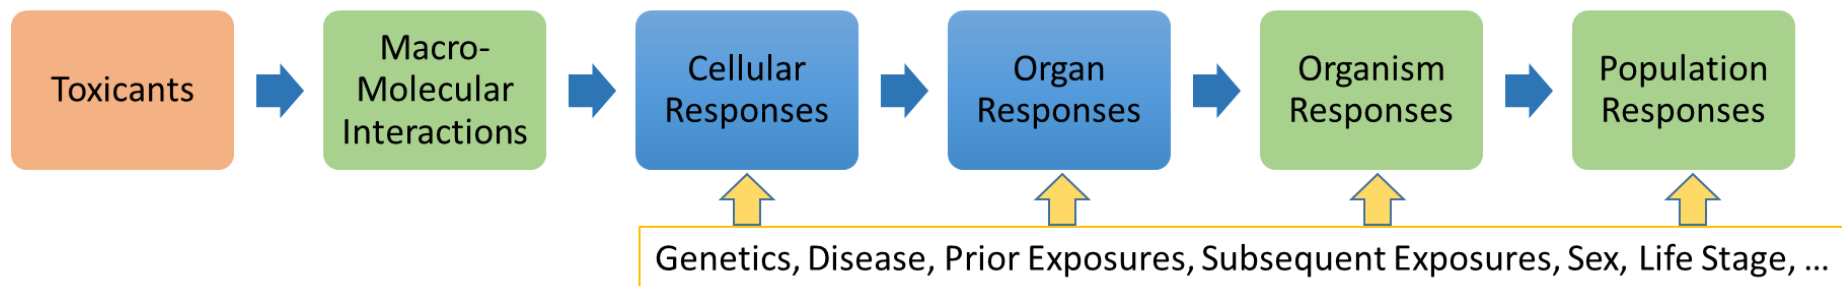 Toxicants
Macro-
Molecular
Interactions
Cellular
Responses
Organ
Responses
Organism
Responses
Population
Responses
Genetics, Disease, Prior Exposures, Subsequent Exposures, Sex, Life Stage, ...